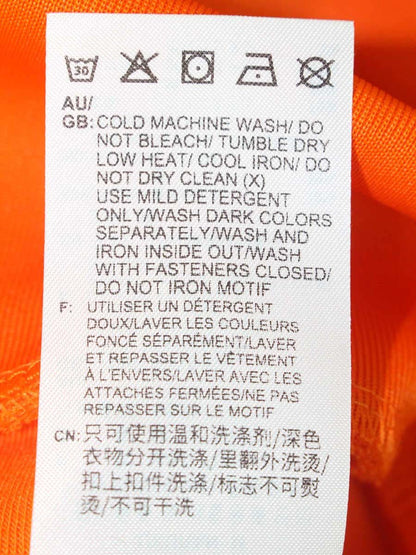 30
AU/
GB: COLD MACHINE WASH/ DO
NOT BLEACH/ TUMBLE DRY
LOW HEAT/ COOL IRON/ DO
NOT DRY CLEAN (X)
USE MILD DETERGENT
ONLY/WASH DARK COLORS
SEPARATELY/WASH AND
IRON INSIDE OUT/WASH
WITH FASTENERS CLOSED/
DO NOT IRON MOTIF
F: UTILISER UN DÉTERGENT
DOUX/LAVER LES COULEURS
FONCÉ SÉPARÉMENT/LAVER
ET REPASSER LE VÊTEMENT
À L'ENVERS/LAVER AVEC LES
ATTACHES FERMÉES/NE PAS
REPASSER SUR LE MOTIF
CN: 只可使用温和洗涤剂/深色
衣物分开洗涤/里翻外洗烫/
扣上扣件洗涤/标志不可熨
烫/不可干洗